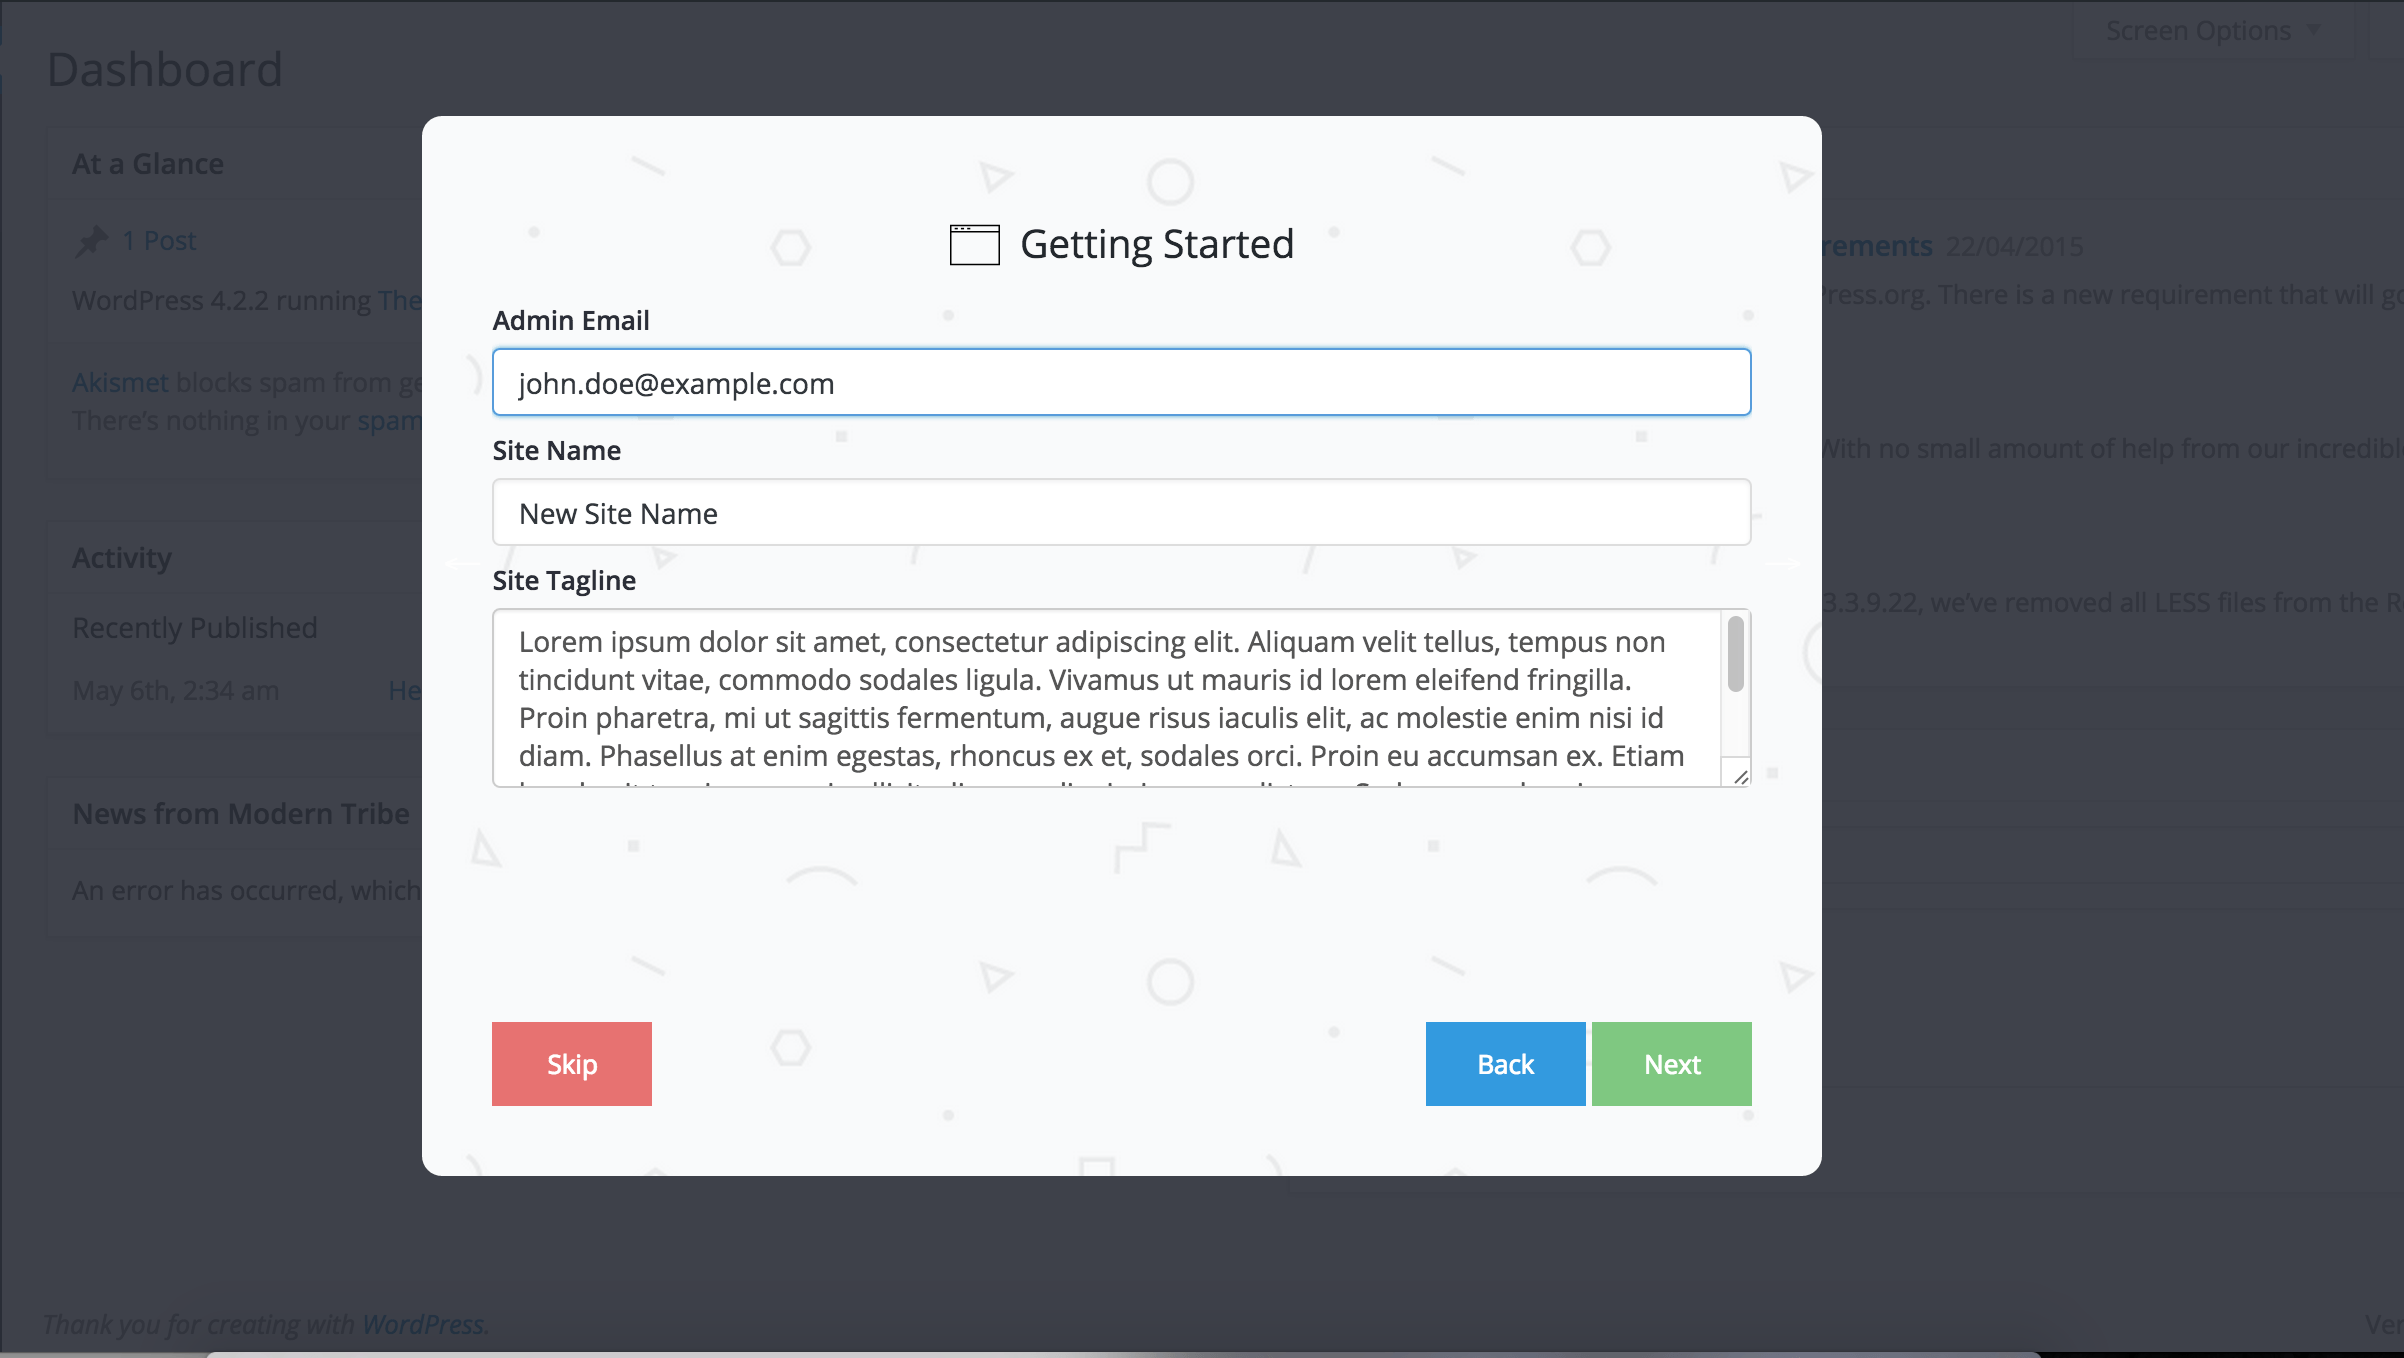 Screen Options
Dashboard
At a Glance
1 Post
WordPress 4.2.2 running The
Akismet blocks spam from ge
There's nothing in your spam
Activity
Recently Published
May 6th, 2:34 am He
News from Modern Tribe
An error has occurred, which
Getting Started
Admin Email
john.doe@example.com
Site Name
New Site Name
Site Tagline
Lorem ipsum dolor sit amet, consectetur adipiscing elit. Aliquam velit tellus, tempus non
tincidunt vitae, commodo sodales ligula. Vivamus ut mauris id lorem eleifend fringilla.
Proin pharetra, mi ut sagittis fermentum, augue risus iaculis elit, ac molestie enim nisi id
diam. Phasellus at enim egestas, rhoncus ex et, sodales orci. Proin eu accumsan ex. Etiam
Skip
Back
Next
rements 22/04/2015
Press.org. There is a new requirement that will go
With no small amount of help from our incredibl
3.3.9.22, we've removed all LESS files from the R
Thank you for creating with WordPress.
Ver